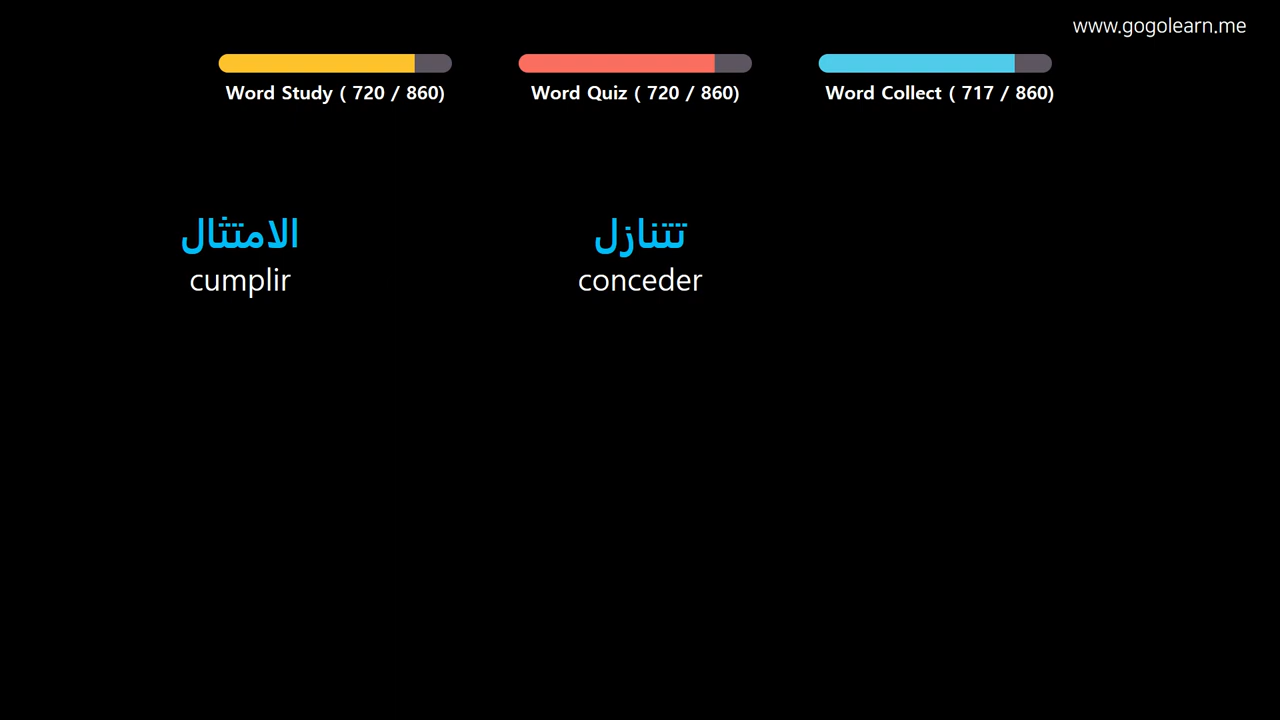 www.gogolearn.me
Word Study ( 720 / 860)
Word Quiz ( 720 / 860)
Word Collect ( 717 / 860)
الامتثال
cumplir
تتنازل
conceder